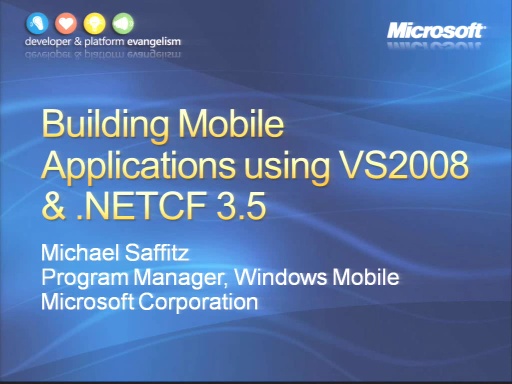 developer & platform evangelism
Microsoft
Building Mobile
Applications using VS2008
& .NETCF 3.5
Michael Saffitz
Program Manager, Windows Mobile
Microsoft Corporation